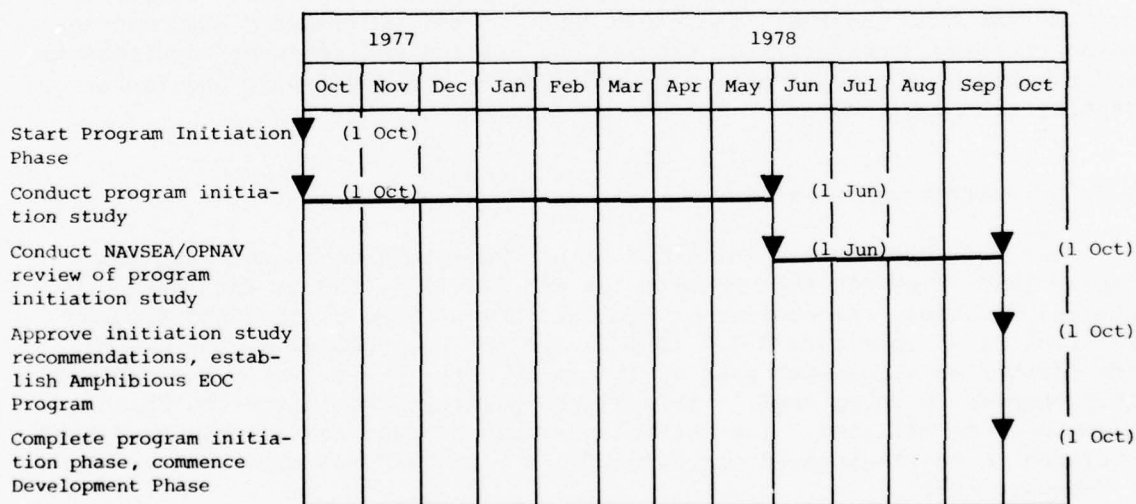 1977 1978
Oct Nov Dec Jan Feb Mar Apr May Jun Jul Aug Sep Oct
Start Program Initiation (1 Oct)
Phase
Conduct program initia- (1 Oct) (1 Jun)
tion study
Conduct NAVSEA/OPNAV (1 Jun) (1 Oct)
review of program
initiation study
Approve initiation study (1 Oct)
recommendations, estab-
lish Amphibious EOC
Program
Complete program initia- (1 Oct)
tion phase, commence
Development Phase